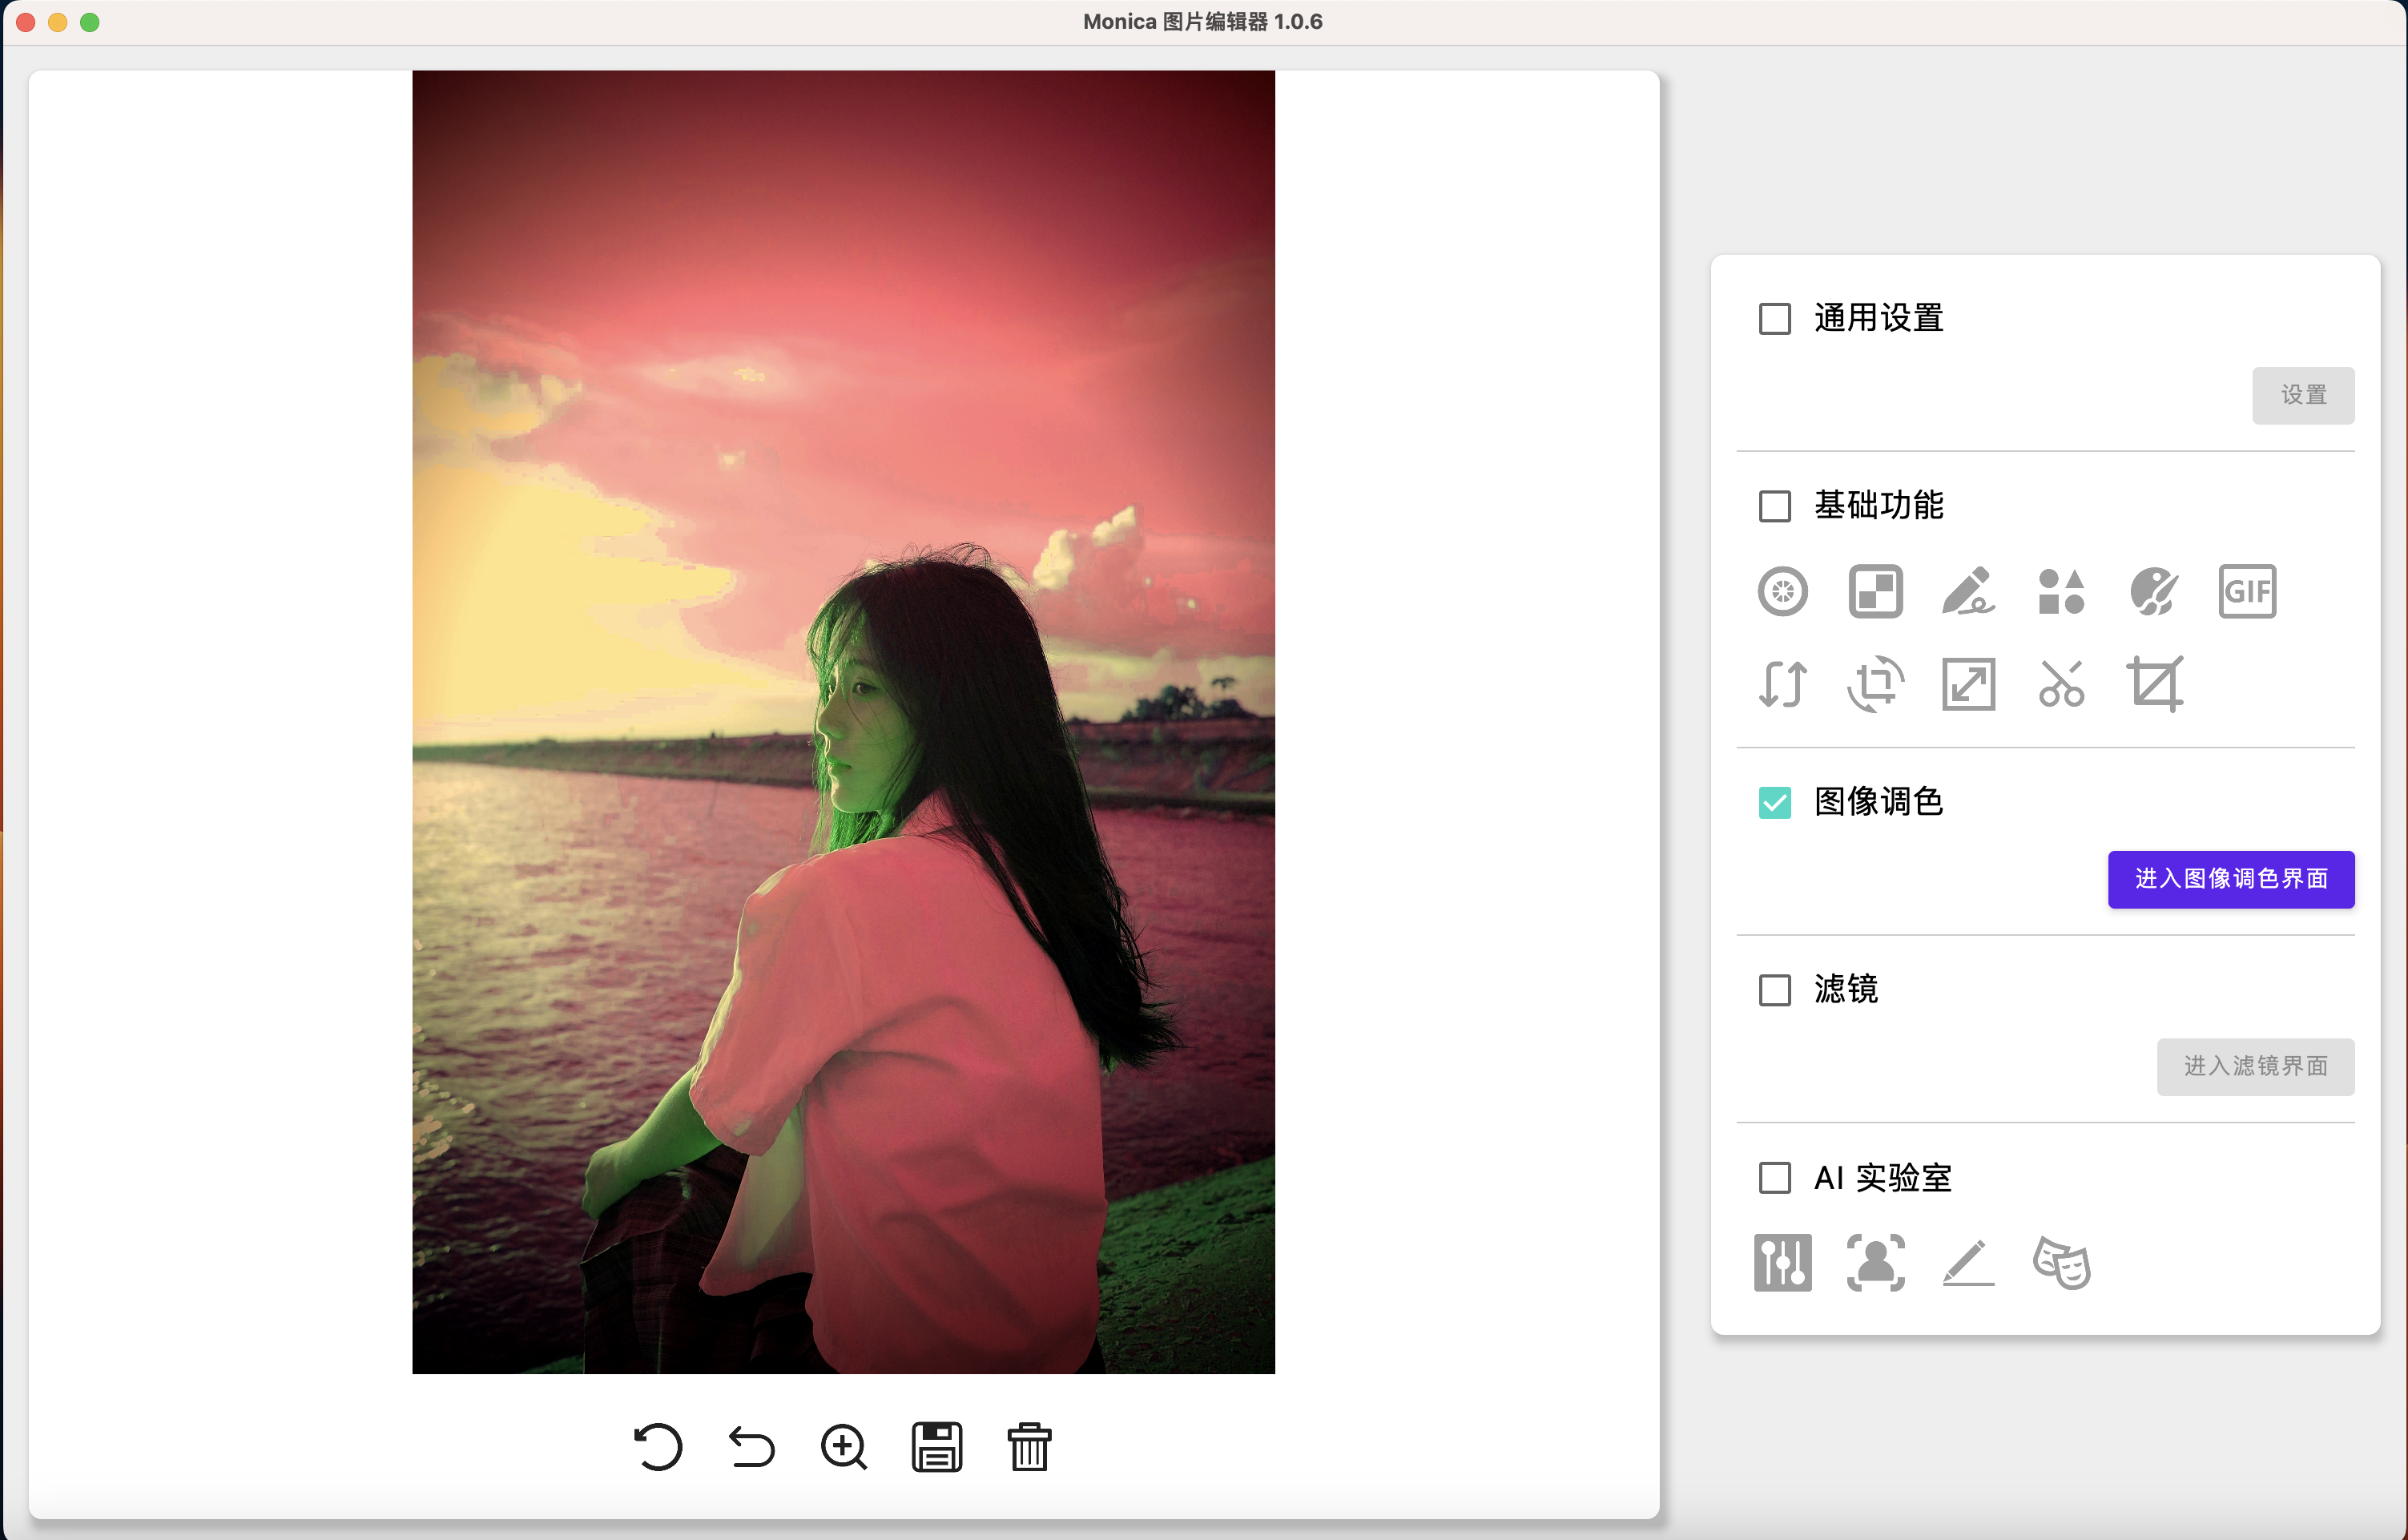 Monica 图片编辑器 1.0.6
通用设置
设置
基础功能
GIF
图像调色
进入图像调色界面
滤镜
进入滤镜界面
AI 实验室